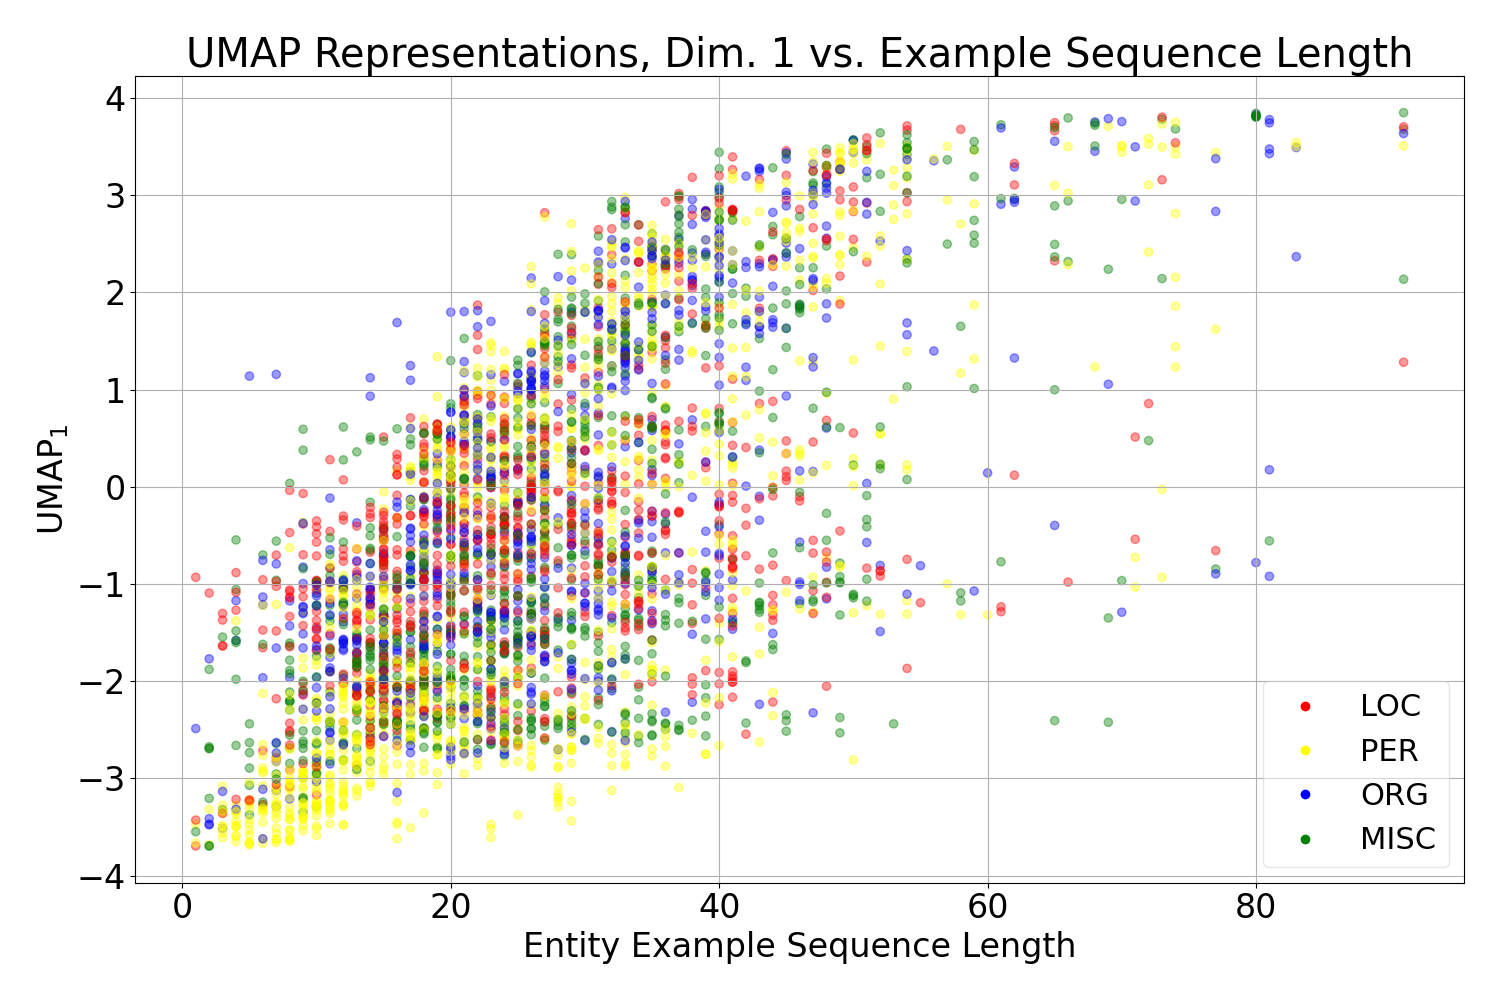 UMAP Representations, Dim. 1 vs. Example Sequence Length
4
3
2
1
0
−1
−2
−3
−4
UMAP₁
0 20 40 60 80
Entity Example Sequence Length
LOC
PER
ORG
MISC